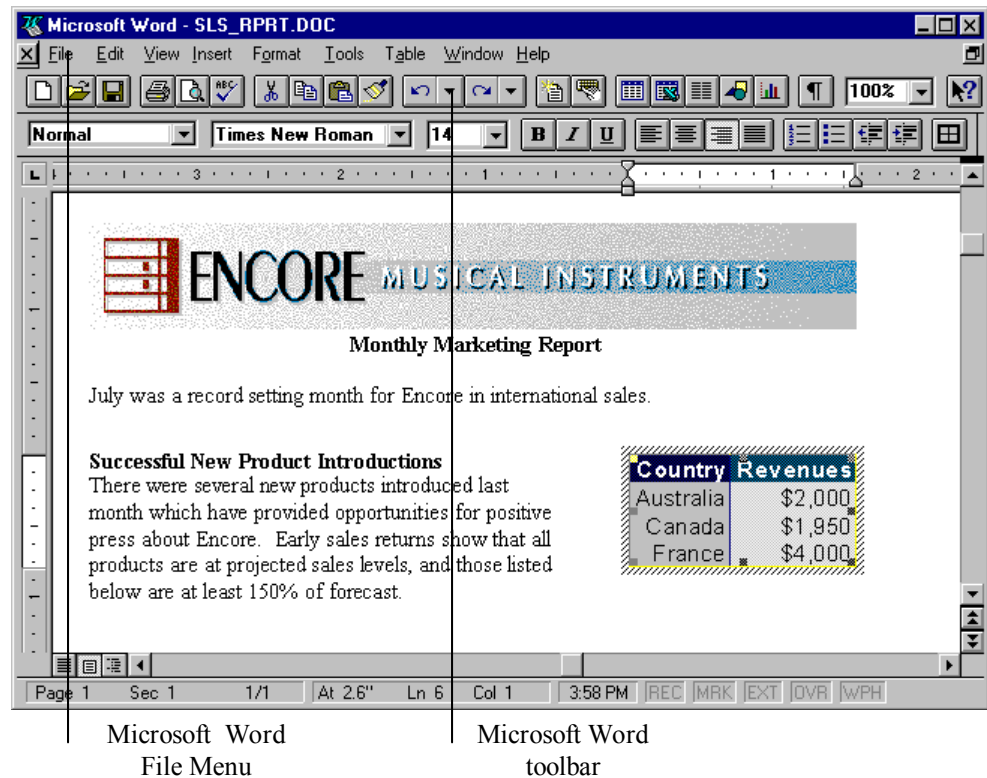 Microsoft Word - SLS_RPRT.DOC
File Edit View Insert Format Tools Table Window Help
ABC 100% ?
Normal Times New Roman 14 B I U
3 2 1 1 2
ENCORE MUSICAL INSTRUMENTS
Monthly Marketing Report
July was a record setting month for Encore in international sales.
Successful New Product Introductions
There were several new products introduced last
month which have provided opportunities for positive
press about Encore. Early sales returns show that all
products are at projected sales levels, and those listed
below are at least 150% of forecast.
Country Revenues
Australia $2,000
Canada $1,950
France $4,000
Page 1 Sec 1 1/1 At 2.6" Ln 6 Col 1 3:58 PM REC MRK EXT OVR WPH
Microsoft Word
File Menu
Microsoft Word
toolbar